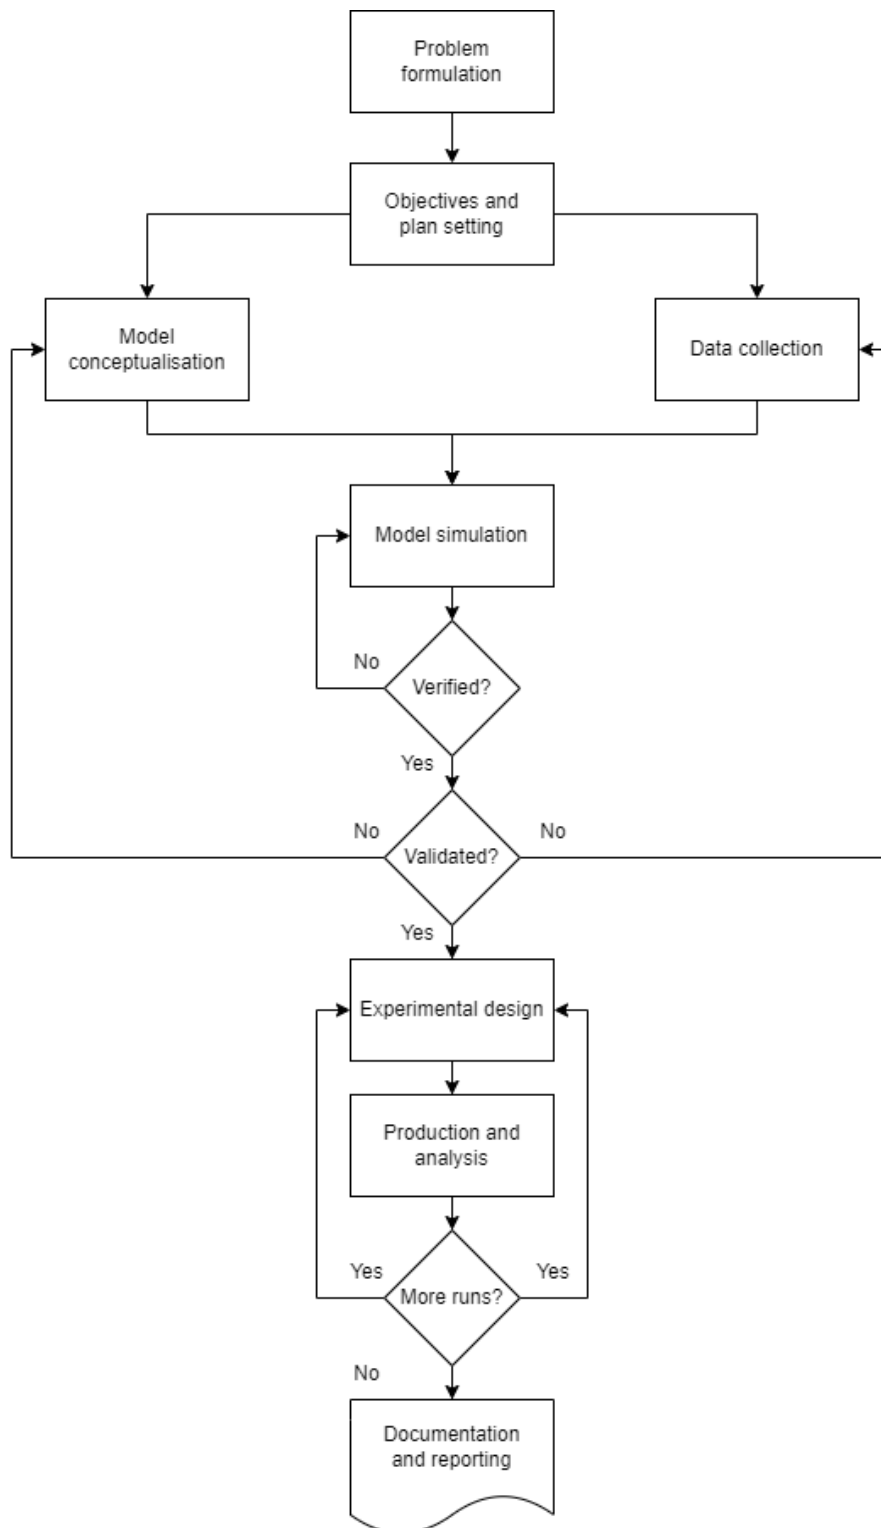 Problem
formulation
Objectives and
plan setting
Model
conceptualisation
Data collection
Model simulation
No
Verified?
Yes
No
Validated?
No
Yes
Experimental design
Production and
analysis
Yes
More runs?
Yes
No
Documentation
and reporting